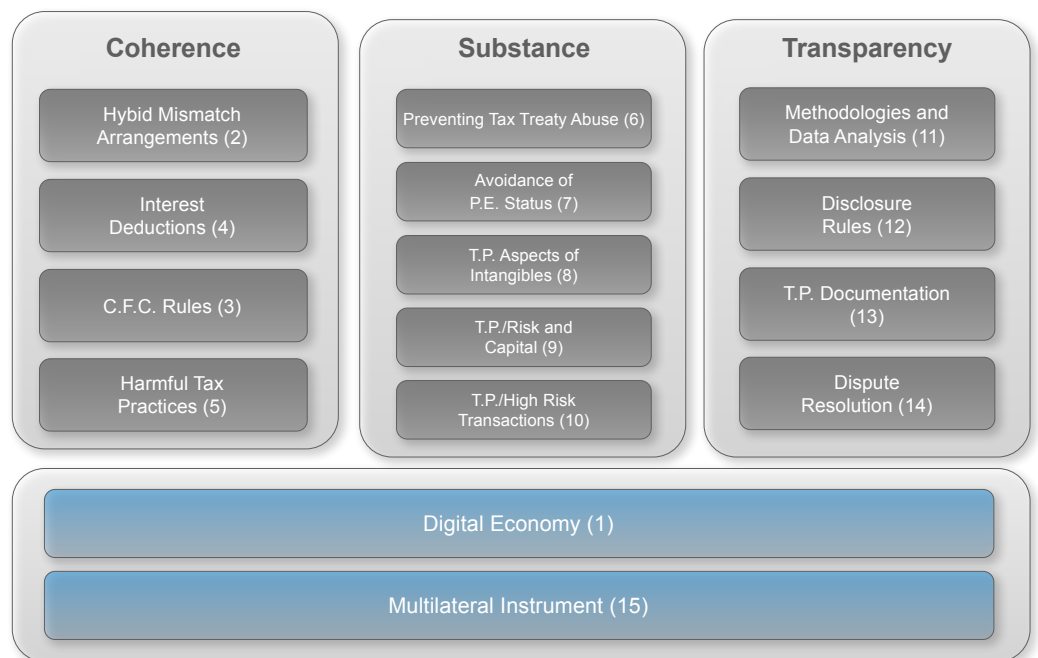 Coherence
Hybid Mismatch
Arrangements (2)
Interest
Deductions (4)
C.F.C. Rules (3)
Harmful Tax
Practices (5)
Substance
Preventing Tax Treaty Abuse (6)
Avoidance of
P.E. Status (7)
T.P. Aspects of
Intangibles (8)
T.P./Risk and
Capital (9)
T.P./High Risk
Transactions (10)
Transparency
Methodologies and
Data Analysis (11)
Disclosure
Rules (12)
T.P. Documentation
(13)
Dispute
Resolution (14)
Digital Economy (1)
Multilateral Instrument (15)